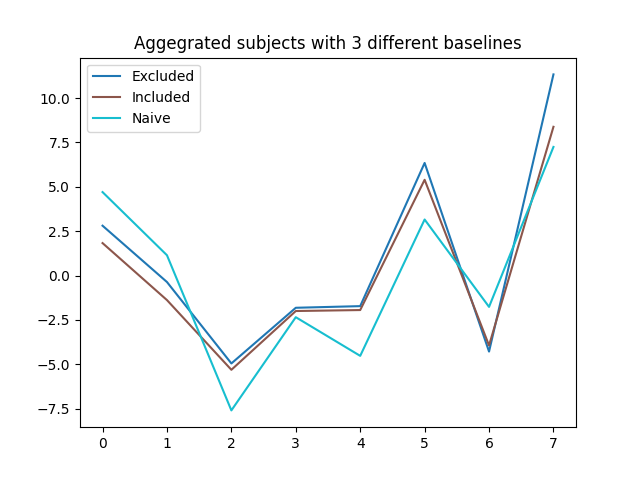 Aggegrated subjects with 3 different baselines
Excluded
Included
Naive
10.0
7.5
5.0
2.5
0.0
−2.5
−5.0
−7.5
0 1 2 3 4 5 6 7